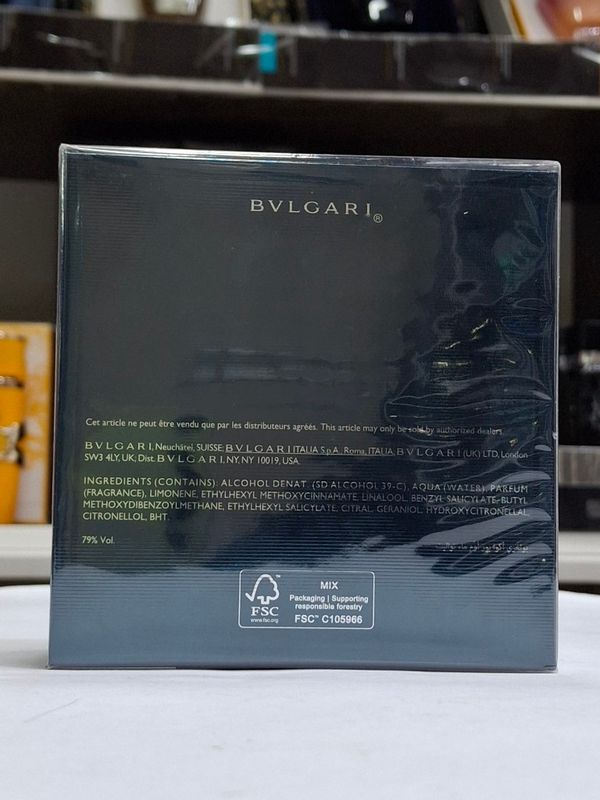 BVLGARI®
Cet article ne peut être vendu que par les distributeurs agréés. This article may only be sold by authorized dealers.
BVLGARI, Neuchâtel, SUISSE BVLGARI ITALIA S.p.A. Roma, ITALIA BVLGARI (UK) LTD, London
SW3 4LY, UK, Dist. BVLGARI, NY, NY 10019, USA.
INGREDIENTS (CONTAINS): ALCOHOL DENAT. (SD ALCOHOL 39-C), AQUA (WATER), PARFUM
(FRAGRANCE), LIMONENE, ETHYLHEXYL METHOXYCINNAMATE, LINALOOL, BENZYL SALICYLATE, BUTYL
METHOXYDIBENZOYLMETHANE, ETHYLHEXYL SALICYLATE, CITRAL, GERANIOL, HYDROXYCITRONELLAL,
CITRONELLOL, BHT.
79% Vol.
FSC™
www.fsc.org
MIX
Packaging | Supporting
responsible forestry
FSC™ C105966